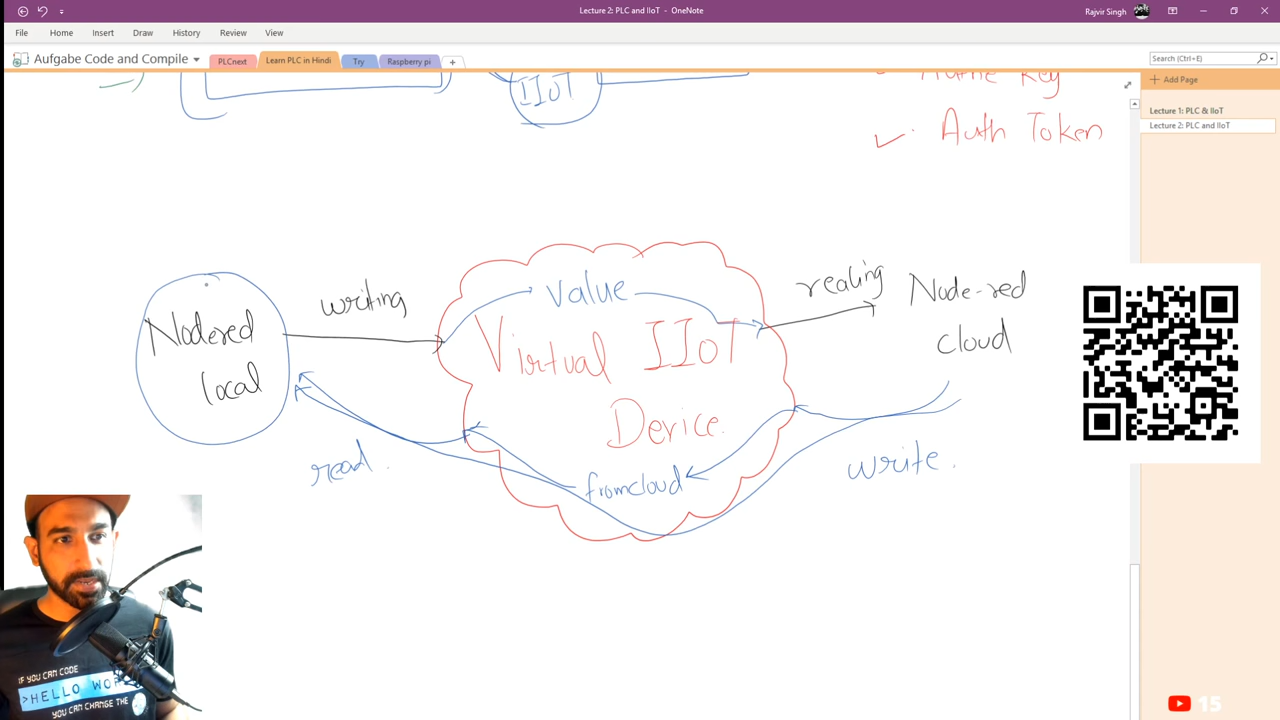 Lecture 2: PLC and IIoT - OneNote
Rajvir Singh
File Home Insert Draw History Review View
Aufgabe Code and Compile
PLCnext Learn PLC in Hindi Try Raspberry pi
Search (Ctrl+E)
Add Page
Lecture 1: PLC & IIoT
Lecture 2: PLC and IIoT
IIoT
Key
Auth Token
Nodered
local
writing
value
Virtual IIoT
Device
fromcloud
read
realing
Node-red
cloud
write
IF YOU CAN CODE
>HELLO WOR
YOU CAN CHANGE THE
15